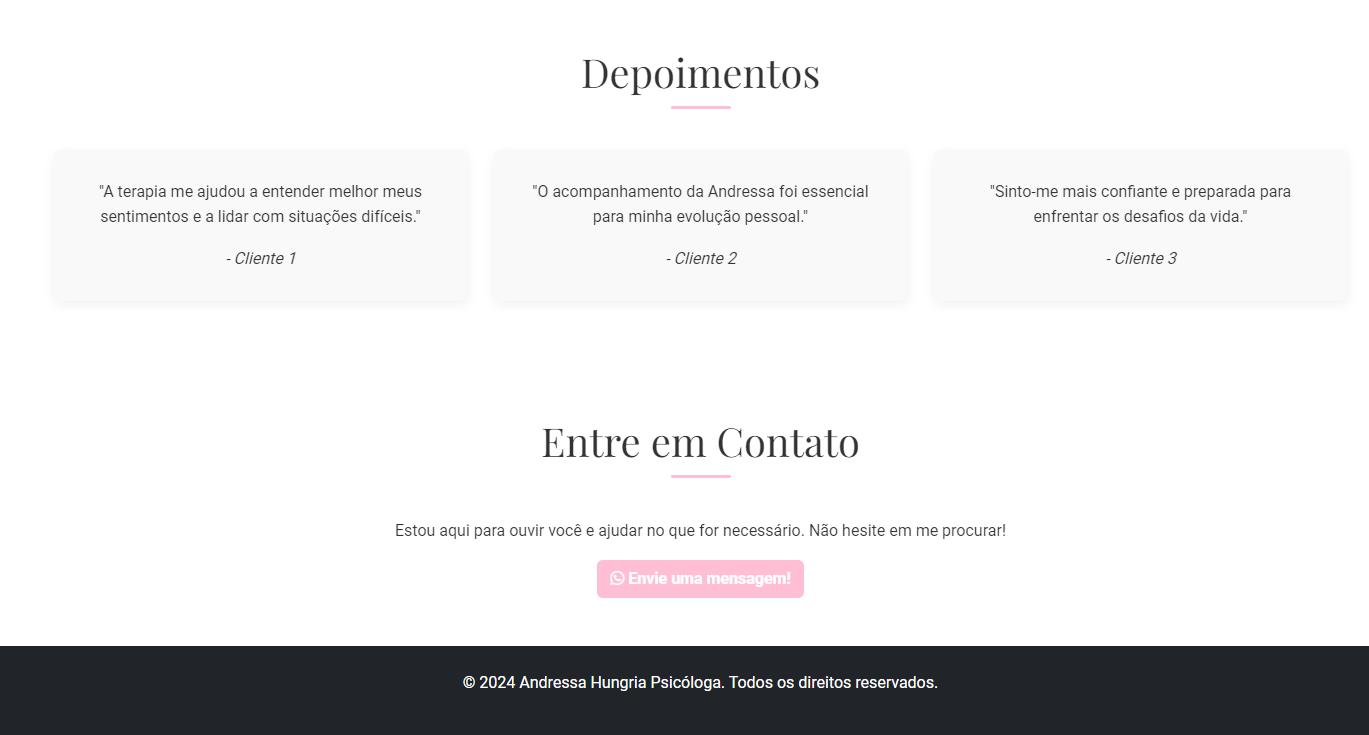 Depoimentos
"A terapia me ajudou a entender melhor meus
sentimentos e a lidar com situações difíceis."
- Cliente 1
"O acompanhamento da Andressa foi essencial
para minha evolução pessoal."
- Cliente 2
"Sinto-me mais confiante e preparada para
enfrentar os desafios da vida."
- Cliente 3
Entre em Contato
Estou aqui para ouvir você e ajudar no que for necessário. Não hesite em me procurar!
Envie uma mensagem!
© 2024 Andressa Hungria Psicóloga. Todos os direitos reservados.